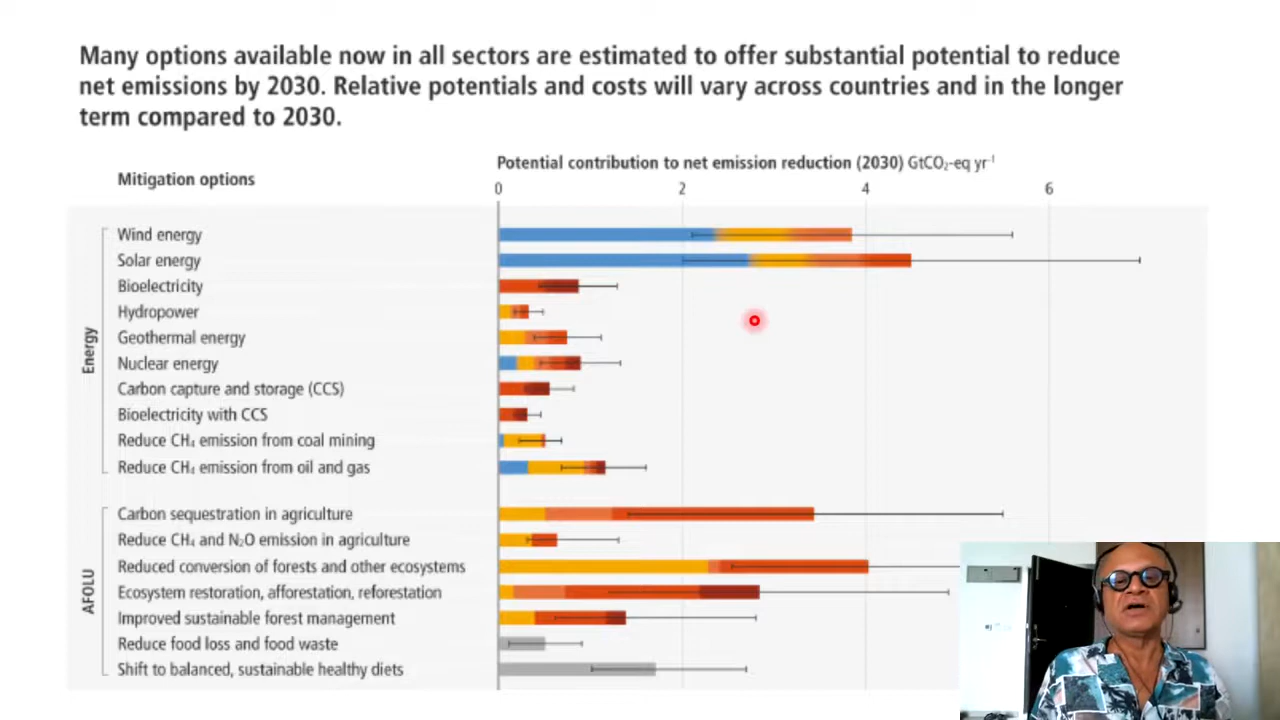 Many options available now in all sectors are estimated to offer substantial potential to reduce
net emissions by 2030. Relative potentials and costs will vary across countries and in the longer
term compared to 2030.
Potential contribution to net emission reduction (2030) GtCO₂-eq yr⁻¹
Mitigation options
0 2 4 6
Energy
Wind energy
Solar energy
Bioelectricity
Hydropower
Geothermal energy
Nuclear energy
Carbon capture and storage (CCS)
Bioelectricity with CCS
Reduce CH₄ emission from coal mining
Reduce CH₄ emission from oil and gas
AFOLU
Carbon sequestration in agriculture
Reduce CH₄ and N₂O emission in agriculture
Reduced conversion of forests and other ecosystems
Ecosystem restoration, afforestation, reforestation
Improved sustainable forest management
Reduce food loss and food waste
Shift to balanced, sustainable healthy diets